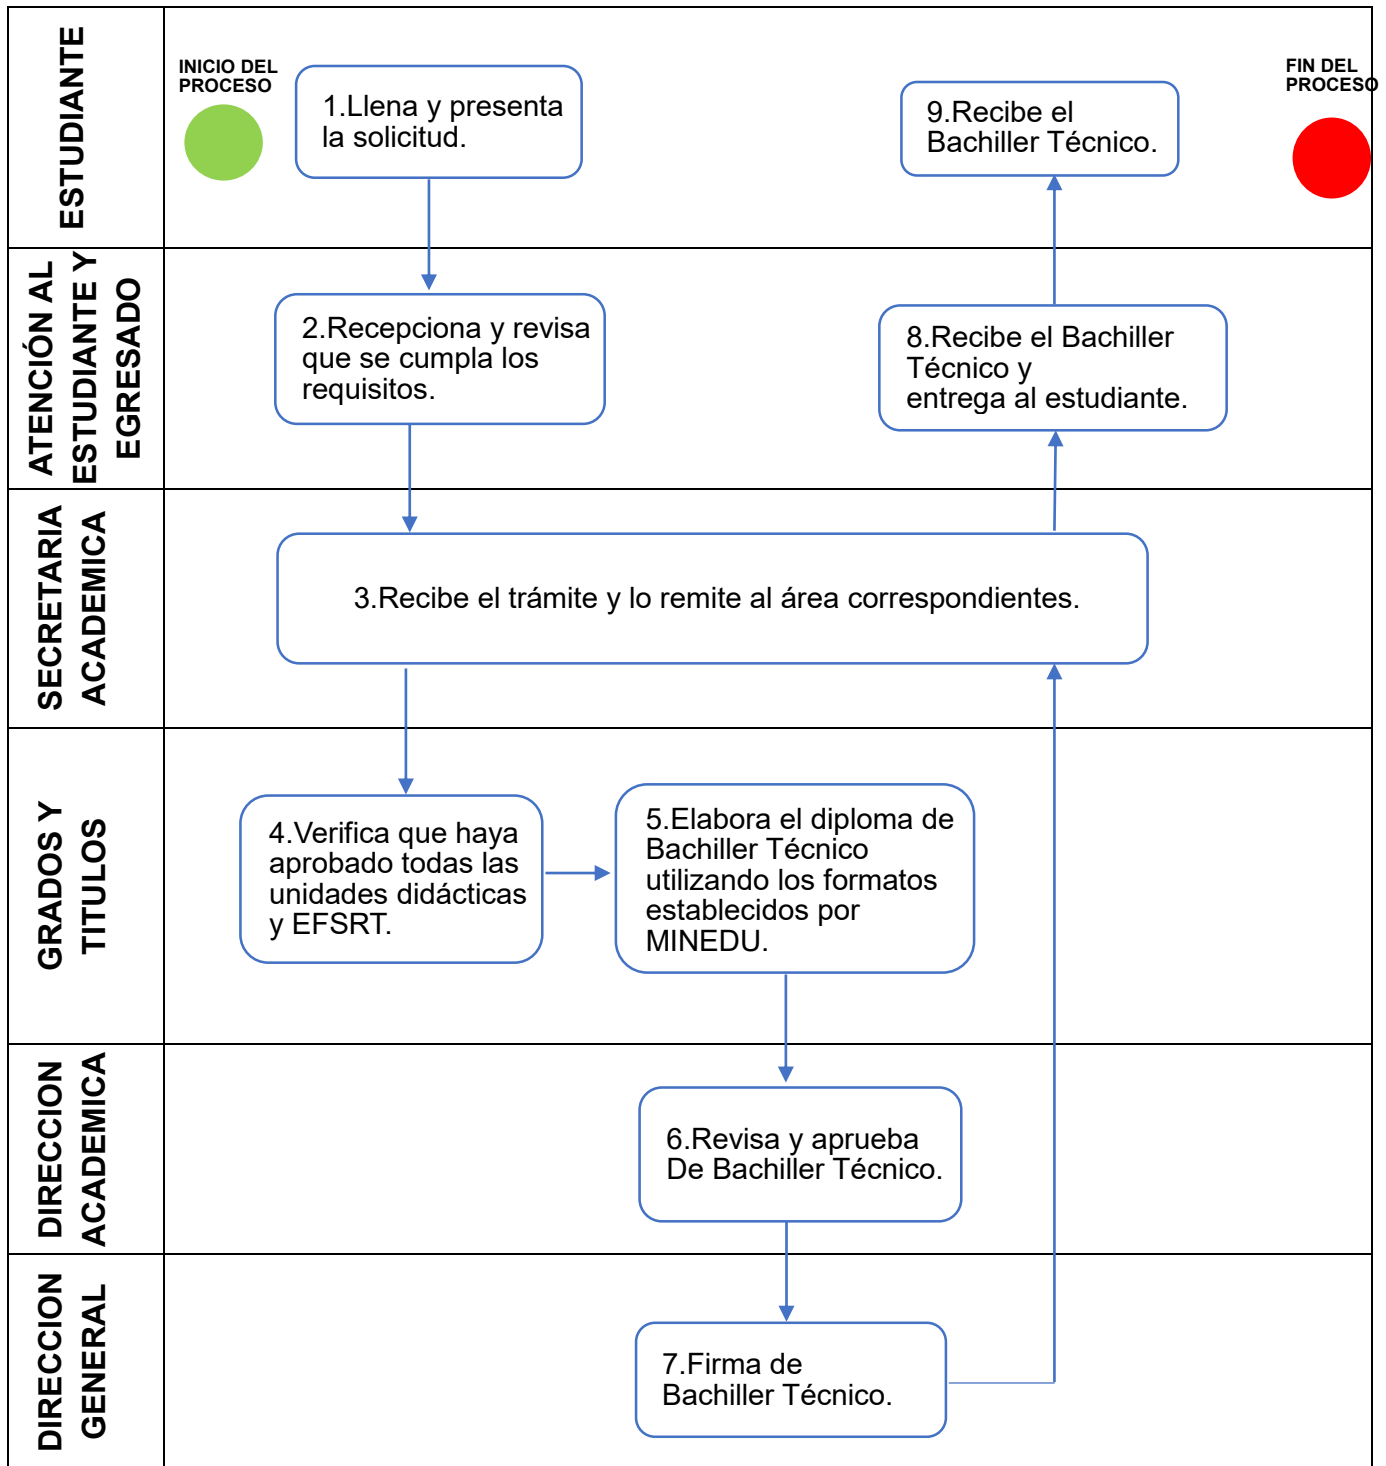 ESTUDIANTE
INICIO DEL
PROCESO
1.Llena y presenta
la solicitud.
9.Recibe el
Bachiller Técnico.
FIN DEL
PROCESO
ATENCIÓN AL
ESTUDIANTE Y
EGRESADO
2.Recepciona y revisa
que se cumpla los
requisitos.
8.Recibe el Bachiller
Técnico y
entrega al estudiante.
SECRETARIA
ACADEMICA
3.Recibe el trámite y lo remite al área correspondientes.
GRADOS Y
TITULOS
4.Verifica que haya
aprobado todas las
unidades didácticas
y EFSRT.
5.Elabora el diploma de
Bachiller Técnico
utilizando los formatos
establecidos por
MINEDU.
DIRECCION
ACADEMICA
6.Revisa y aprueba
De Bachiller Técnico.
DIRECCION
GENERAL
7.Firma de
Bachiller Técnico.